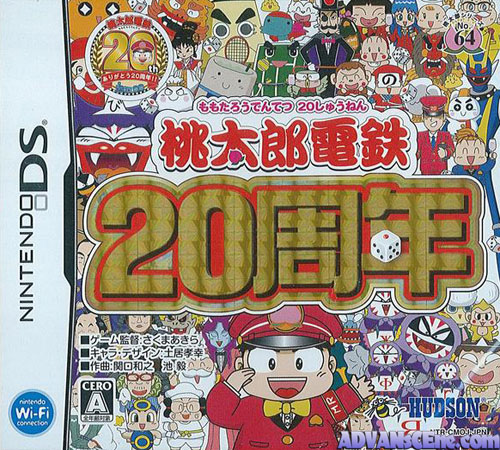 20
ありがとう20周年!!
No.
64
ももたろうでんてつ 20しゅうねん
桃太郎電鉄
20周年
NINTENDO DS
■ゲーム監督:さくまあきら
■キャラ・デザイン:土居孝幸
■作曲:関口和之 池毅
CERO
A
全年齢対象
nintendo
Wi-Fi
connection
HUDSON
ADVAN-CEne.com